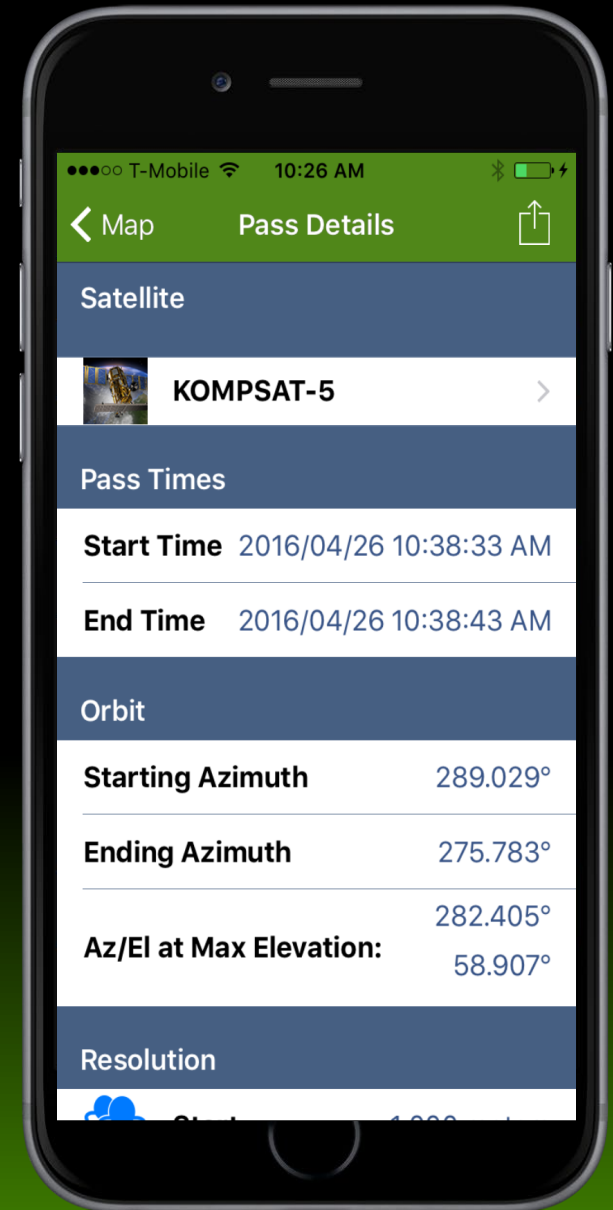 T-Mobile 10:26 AM
Map Pass Details
Satellite
KOMPSAT-5
Pass Times
Start Time 2016/04/26 10:38:33 AM
End Time 2016/04/26 10:38:43 AM
Orbit
Starting Azimuth 289.029°
Ending Azimuth 275.783°
282.405°
Az/El at Max Elevation:
58.907°
Resolution